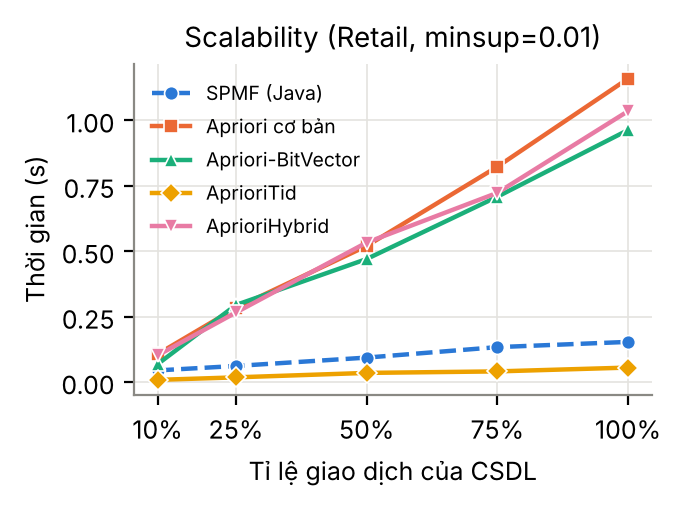 Scalability (Retail, minsup=0.01)
SPMF (Java)
Apriori cơ bản
Apriori-BitVector
AprioriTid
AprioriHybrid
Thời gian (s)
1.00
0.75
0.50
0.25
0.00
10% 25% 50% 75% 100%
Tỉ lệ giao dịch của CSDL